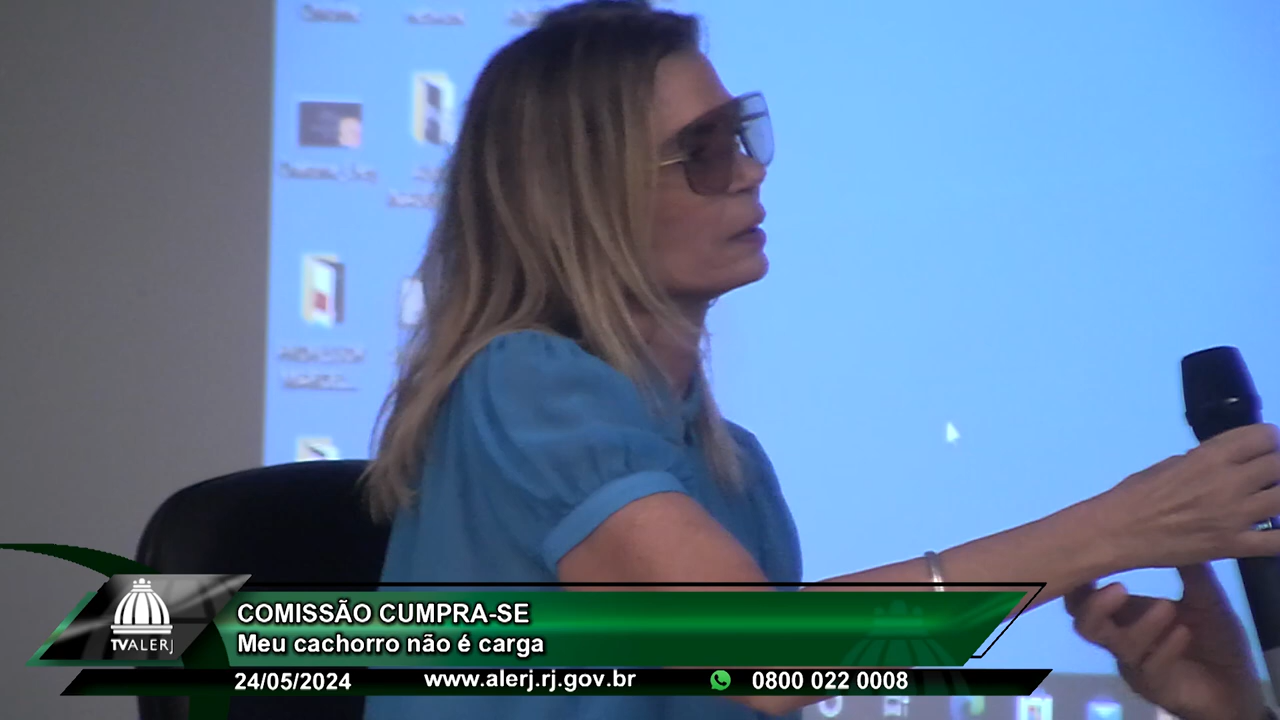 COMISSÃO CUMPRA-SE
Meu cachorro não é carga
TVALERJ
24/05/2024 www.alerj.rj.gov.br 0800 022 0008